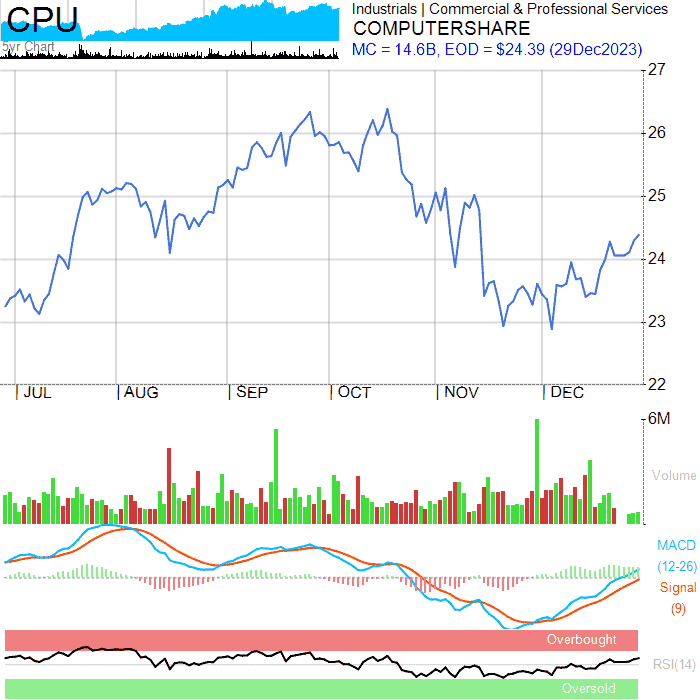 CPU
5yr Chart
Industrials | Commercial & Professional Services
COMPUTERSHARE
MC = 14.6B, EOD = $24.39 (29Dec2023)
27
26
25
24
23
22
JUL
AUG
SEP
OCT
NOV
DEC
6M
Volume
MACD
(12-26)
Signal
(9)
Overbought
RSI(14)
Oversold